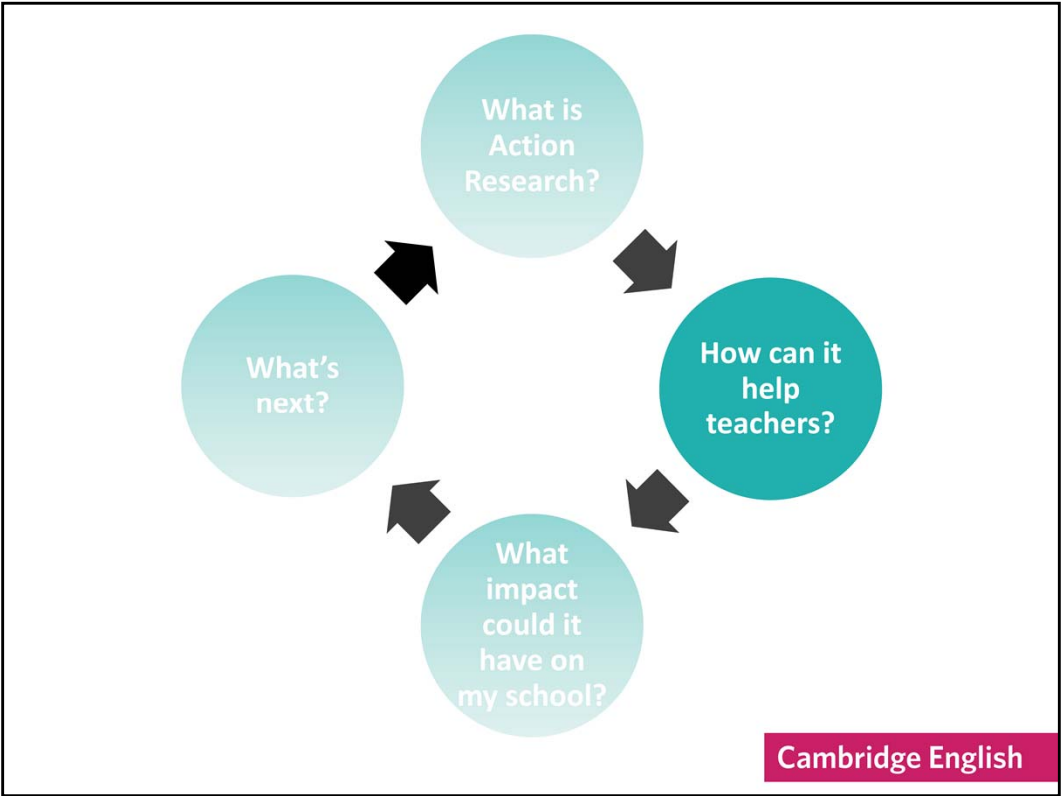 What is
Action
Research?
How can it
help
teachers?
What
impact
could it
have on
my school?
What’s
next?
Cambridge English